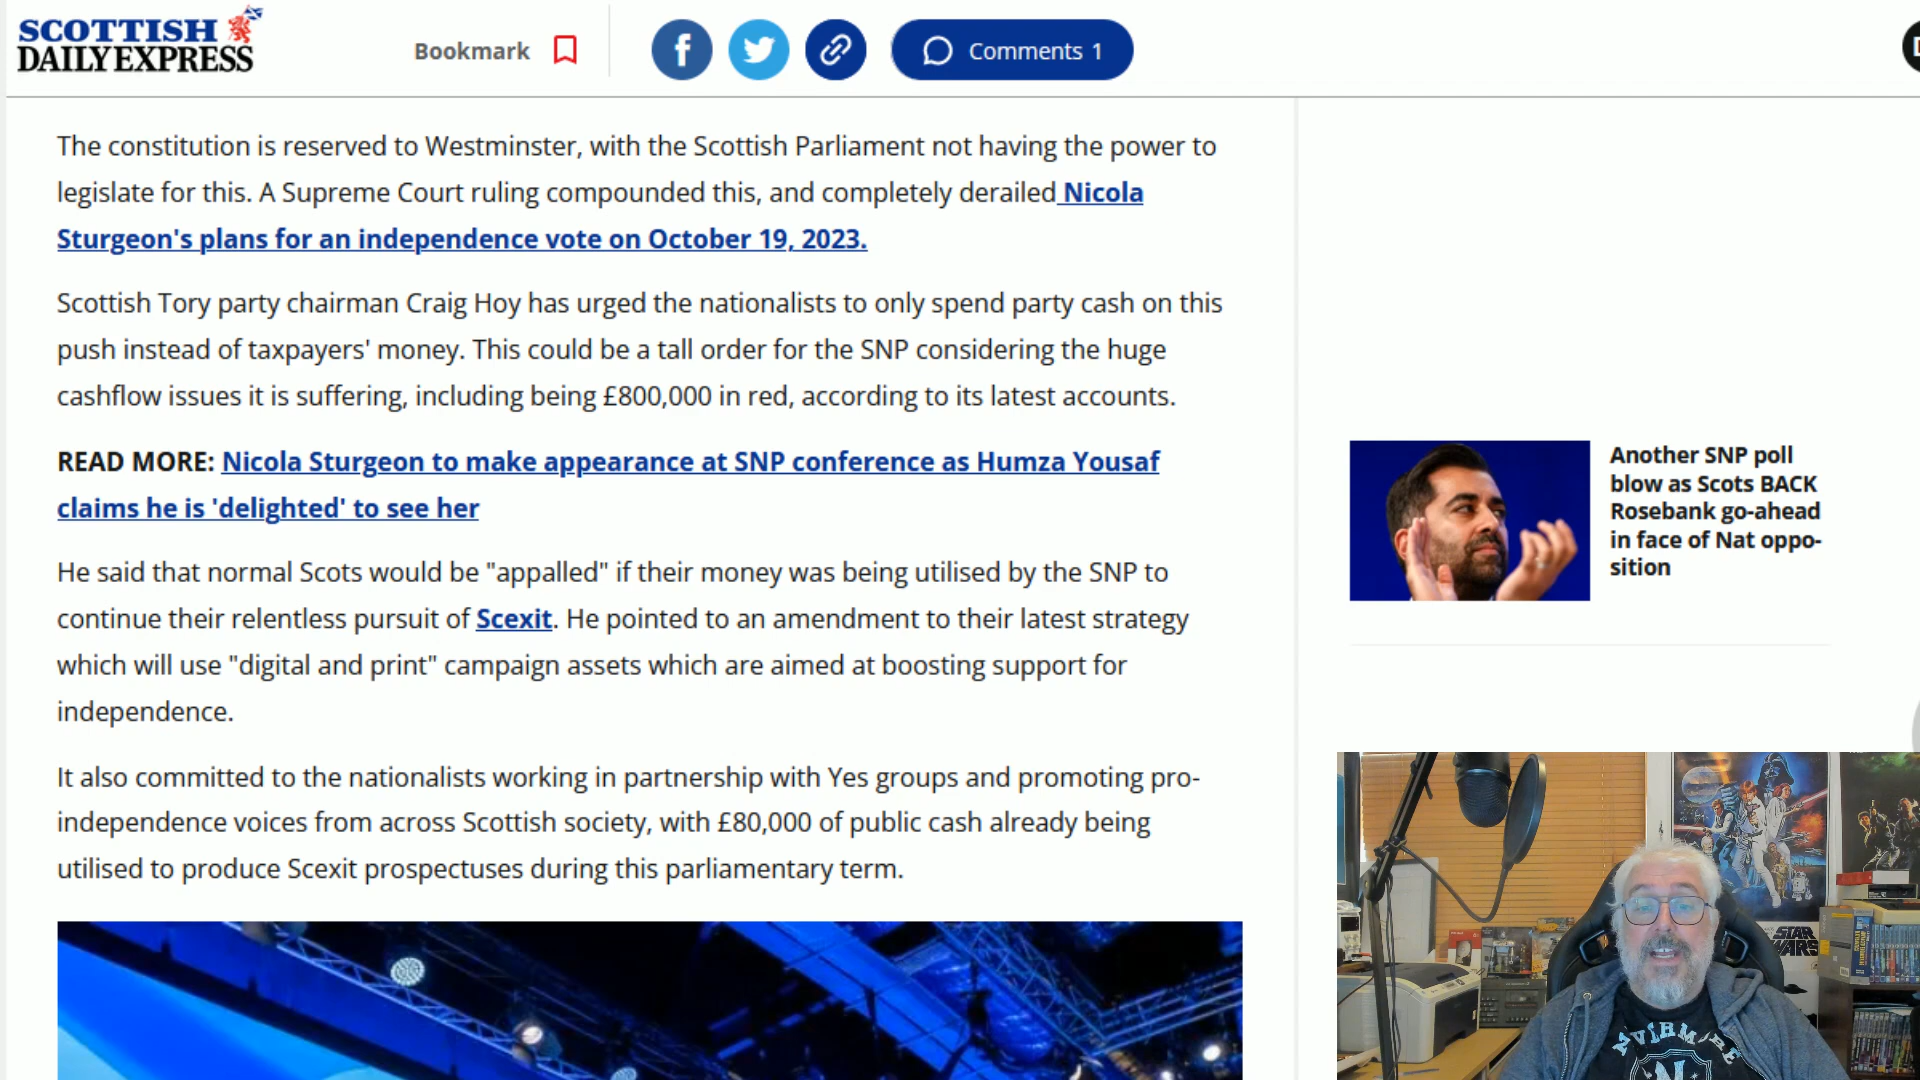 SCOTTISH
DAILY EXPRESS
Bookmark
Comments 1
The constitution is reserved to Westminster, with the Scottish Parliament not having the power to
legislate for this. A Supreme Court ruling compounded this, and completely derailed Nicola
Sturgeon's plans for an independence vote on October 19, 2023.
Scottish Tory party chairman Craig Hoy has urged the nationalists to only spend party cash on this
push instead of taxpayers' money. This could be a tall order for the SNP considering the huge
cashflow issues it is suffering, including being £800,000 in red, according to its latest accounts.
READ MORE: Nicola Sturgeon to make appearance at SNP conference as Humza Yousaf
claims he is 'delighted' to see her
He said that normal Scots would be "appalled" if their money was being utilised by the SNP to
continue their relentless pursuit of Scexit. He pointed to an amendment to their latest strategy
which will use "digital and print" campaign assets which are aimed at boosting support for
independence.
It also committed to the nationalists working in partnership with Yes groups and promoting pro-
independence voices from across Scottish society, with £80,000 of public cash already being
utilised to produce Scexit prospectuses during this parliamentary term.
Another SNP poll
blow as Scots BACK
Rosebank go-ahead
in face of Nat oppo-
sition
STAR
WARS